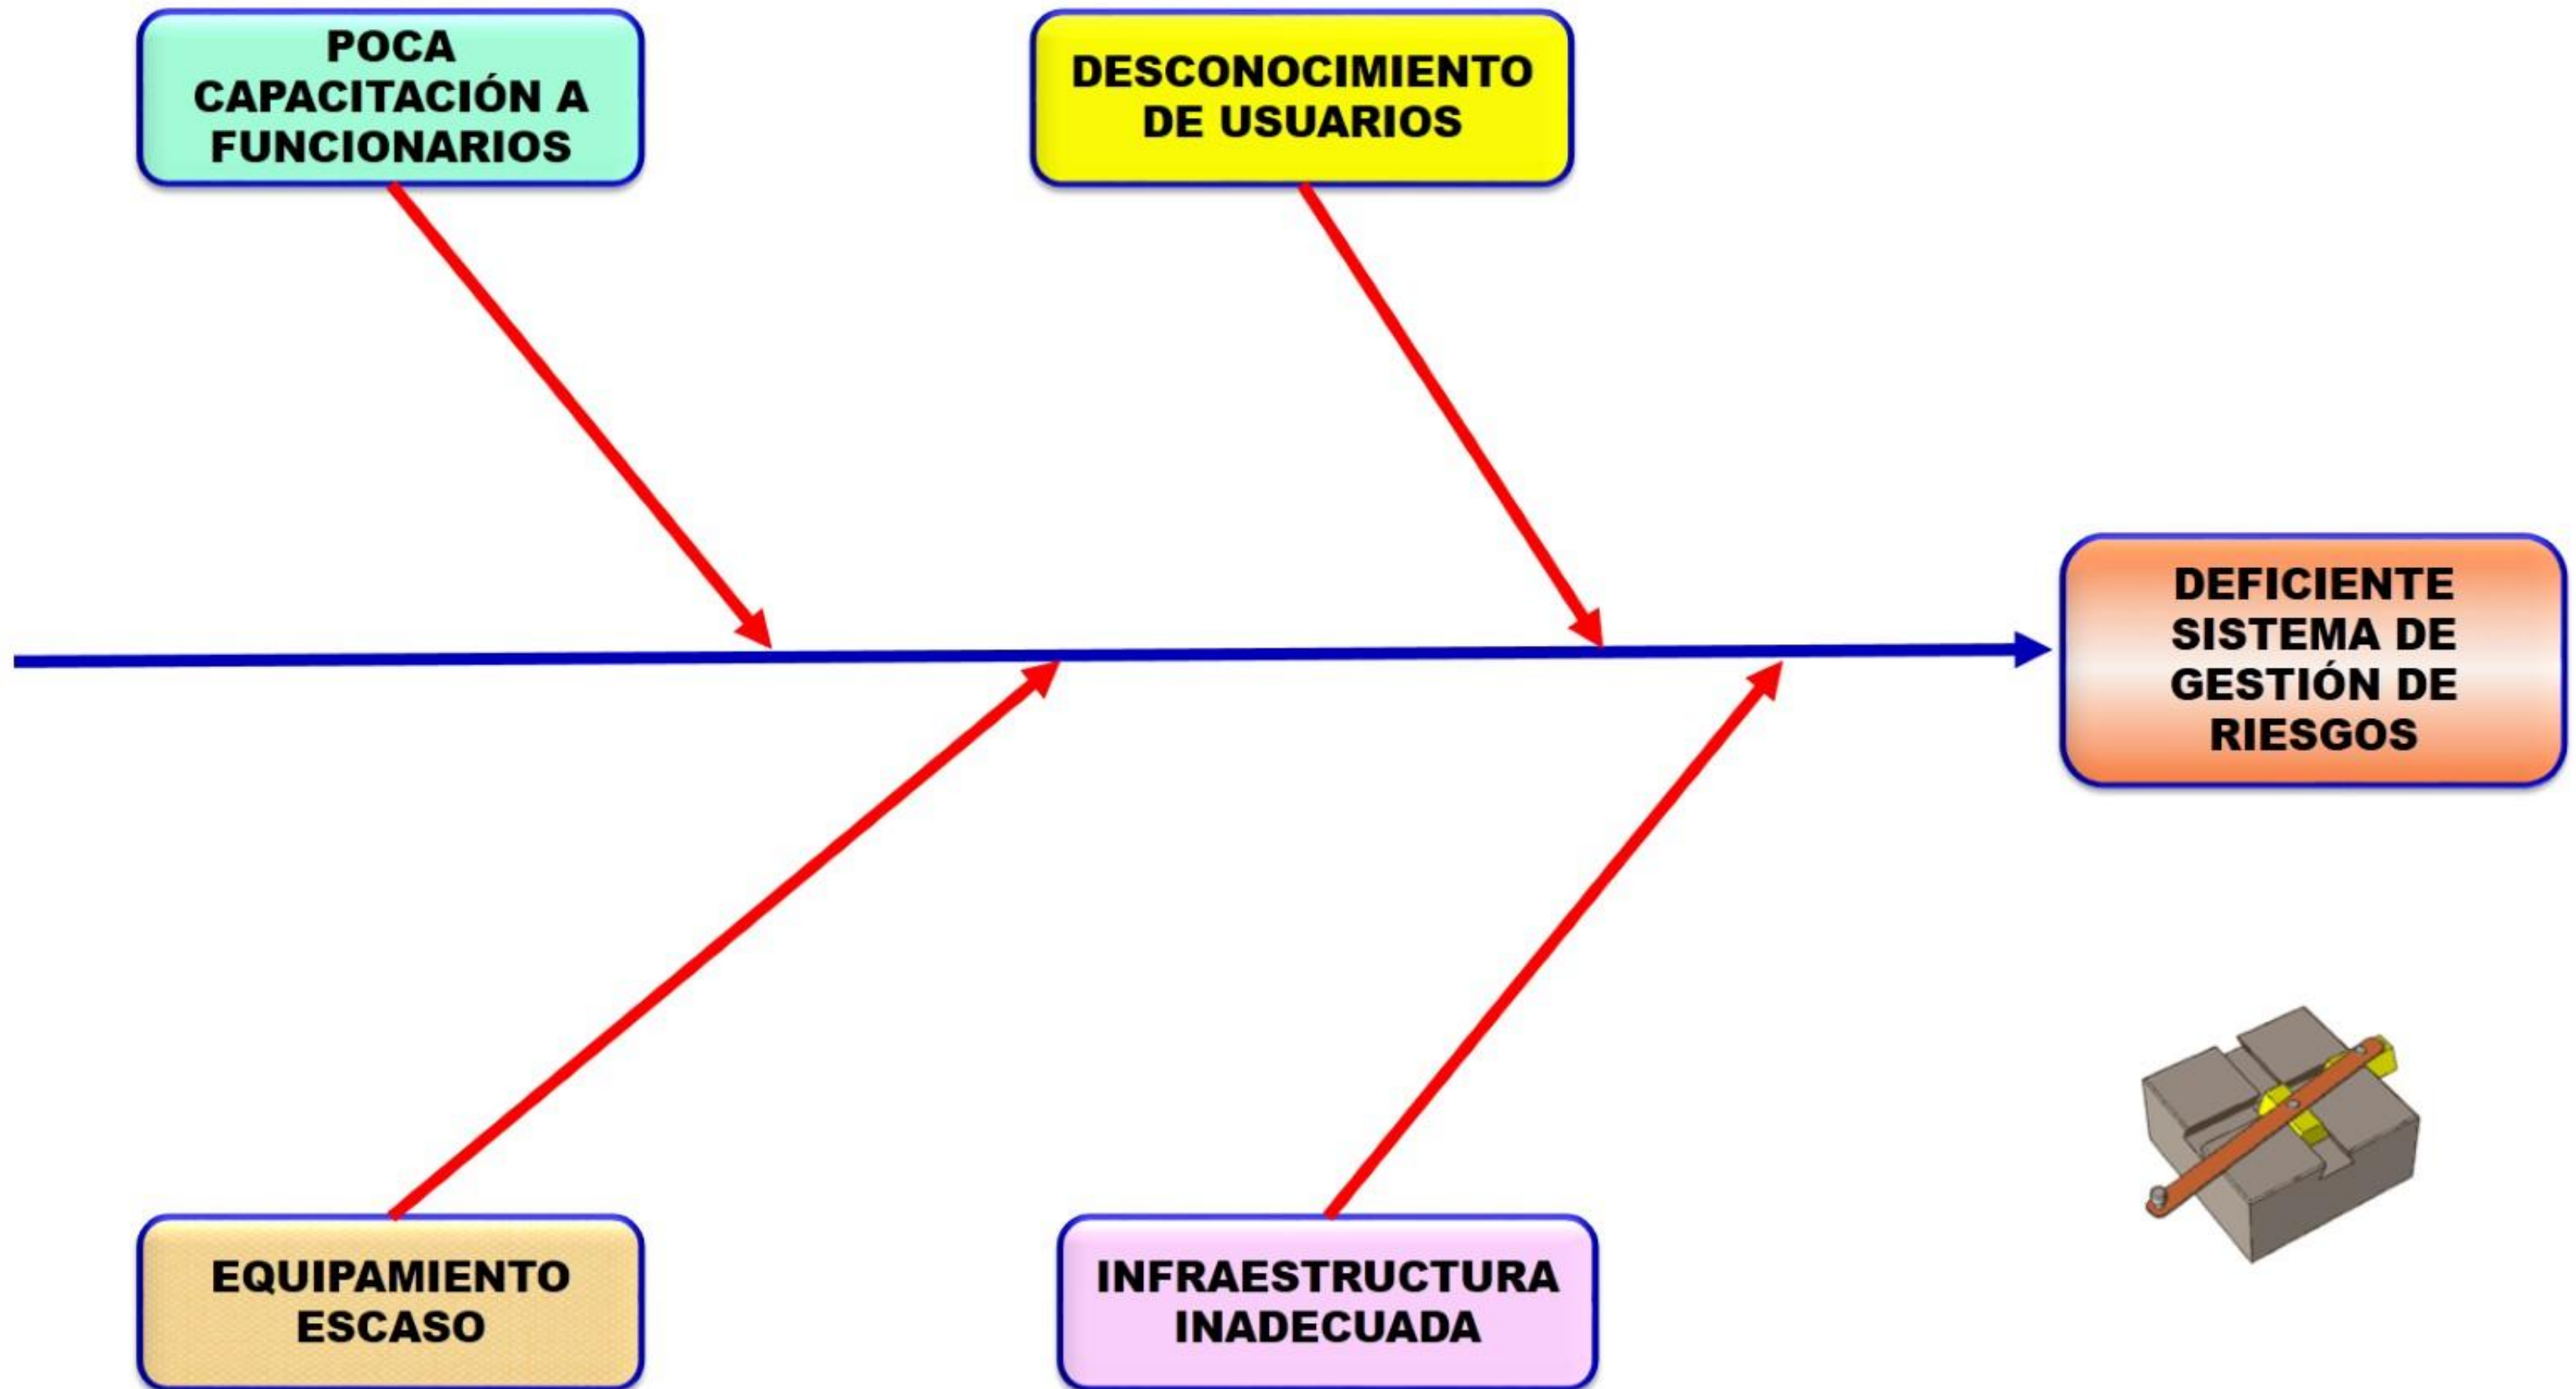 POCA
CAPACITACIÓN A
FUNCIONARIOS
DESCONOCIMIENTO
DE USUARIOS
DEFICIENTE
SISTEMA DE
GESTIÓN DE
RIESGOS
EQUIPAMIENTO
ESCASO
INFRAESTRUCTURA
INADECUADA